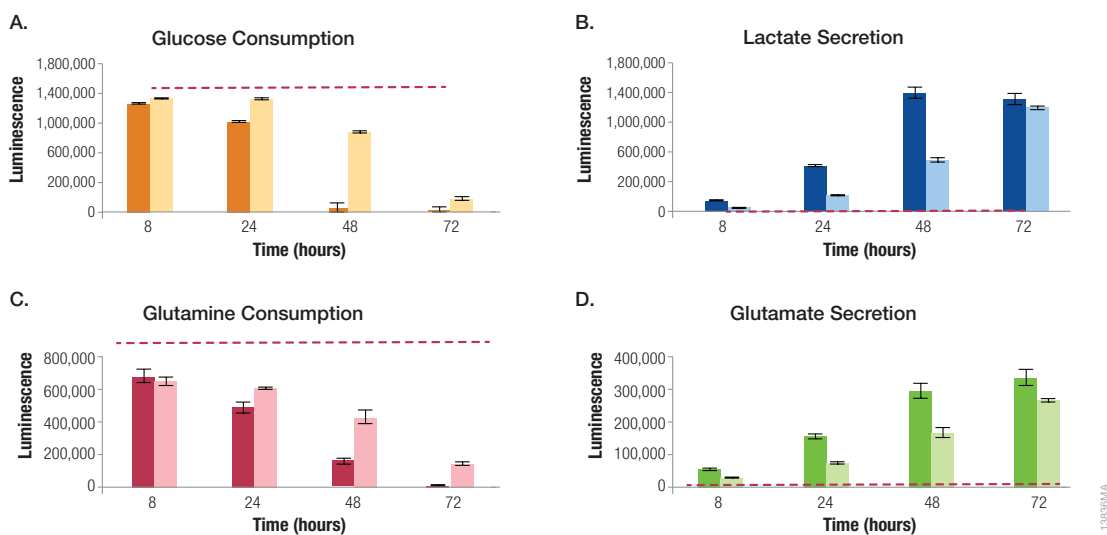 A.
Glucose Consumption
Luminescence
1,800,000
1,400,000
1,000,000
600,000
200,000
0
8 24 48 72
Time (hours)
B.
Lactate Secretion
Luminescence
1,800,000
1,400,000
1,000,000
600,000
200,000
0
8 24 48 72
Time (hours)
C.
Glutamine Consumption
Luminescence
800,000
600,000
400,000
200,000
0
8 24 48 72
Time (hours)
D.
Glutamate Secretion
Luminescence
400,000
300,000
200,000
100,000
0
8 24 48 72
Time (hours)
13836MA